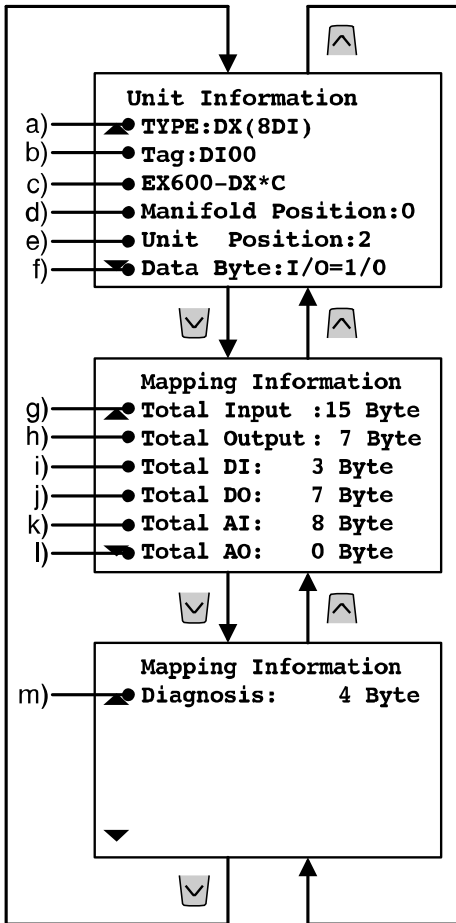 Unit Information
a) TYPE:DX(8DI)
b) Tag:DI00
c) EX600-DX*C
d) Manifold Position:0
e) Unit Position:2
f) Data Byte:I/O=1/0
Mapping Information
g) Total Input :15 Byte
h) Total Output: 7 Byte
i) Total DI: 3 Byte
j) Total DO: 7 Byte
k) Total AI: 8 Byte
l) Total AO: 0 Byte
Mapping Information
m) Diagnosis: 4 Byte